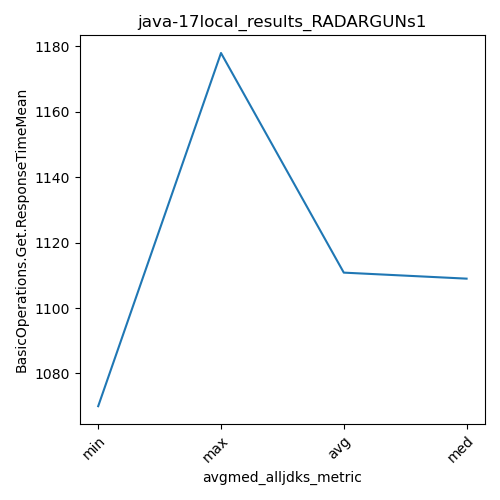 java-17local_results_RADARGUNs1
BasicOperations.Get.ResponseTimeMean
1180
1160
1140
1120
1100
1080
min
max
avg
med
avgmed_alljdks_metric